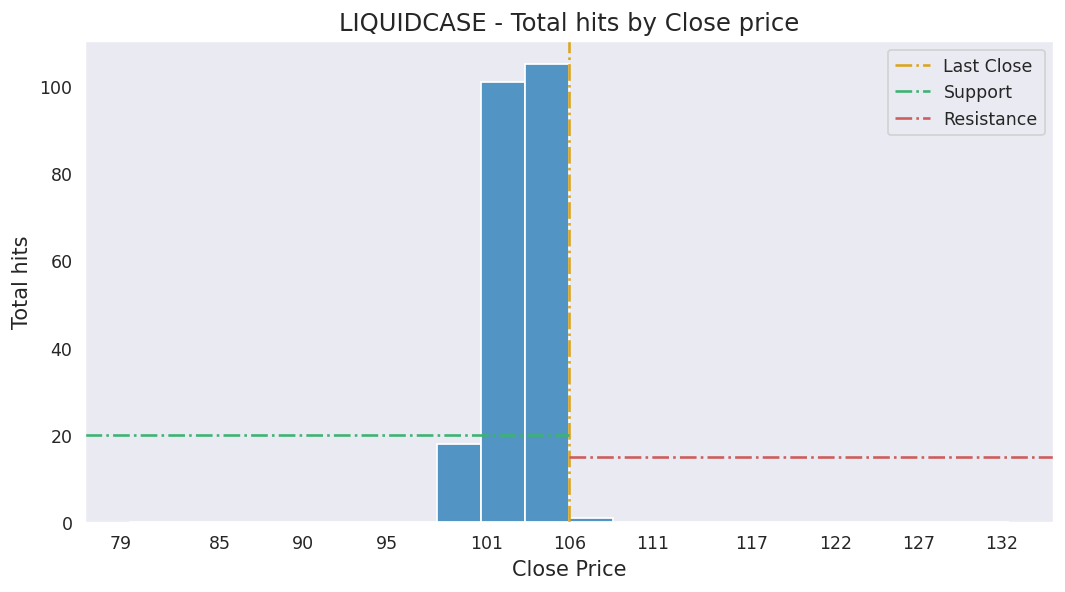 LIQUIDCASE - Total hits by Close price
Last Close
Support
Resistance
Total hits
100
80
60
40
20
0
79 85 90 95 101 106 111 117 122 127 132
Close Price